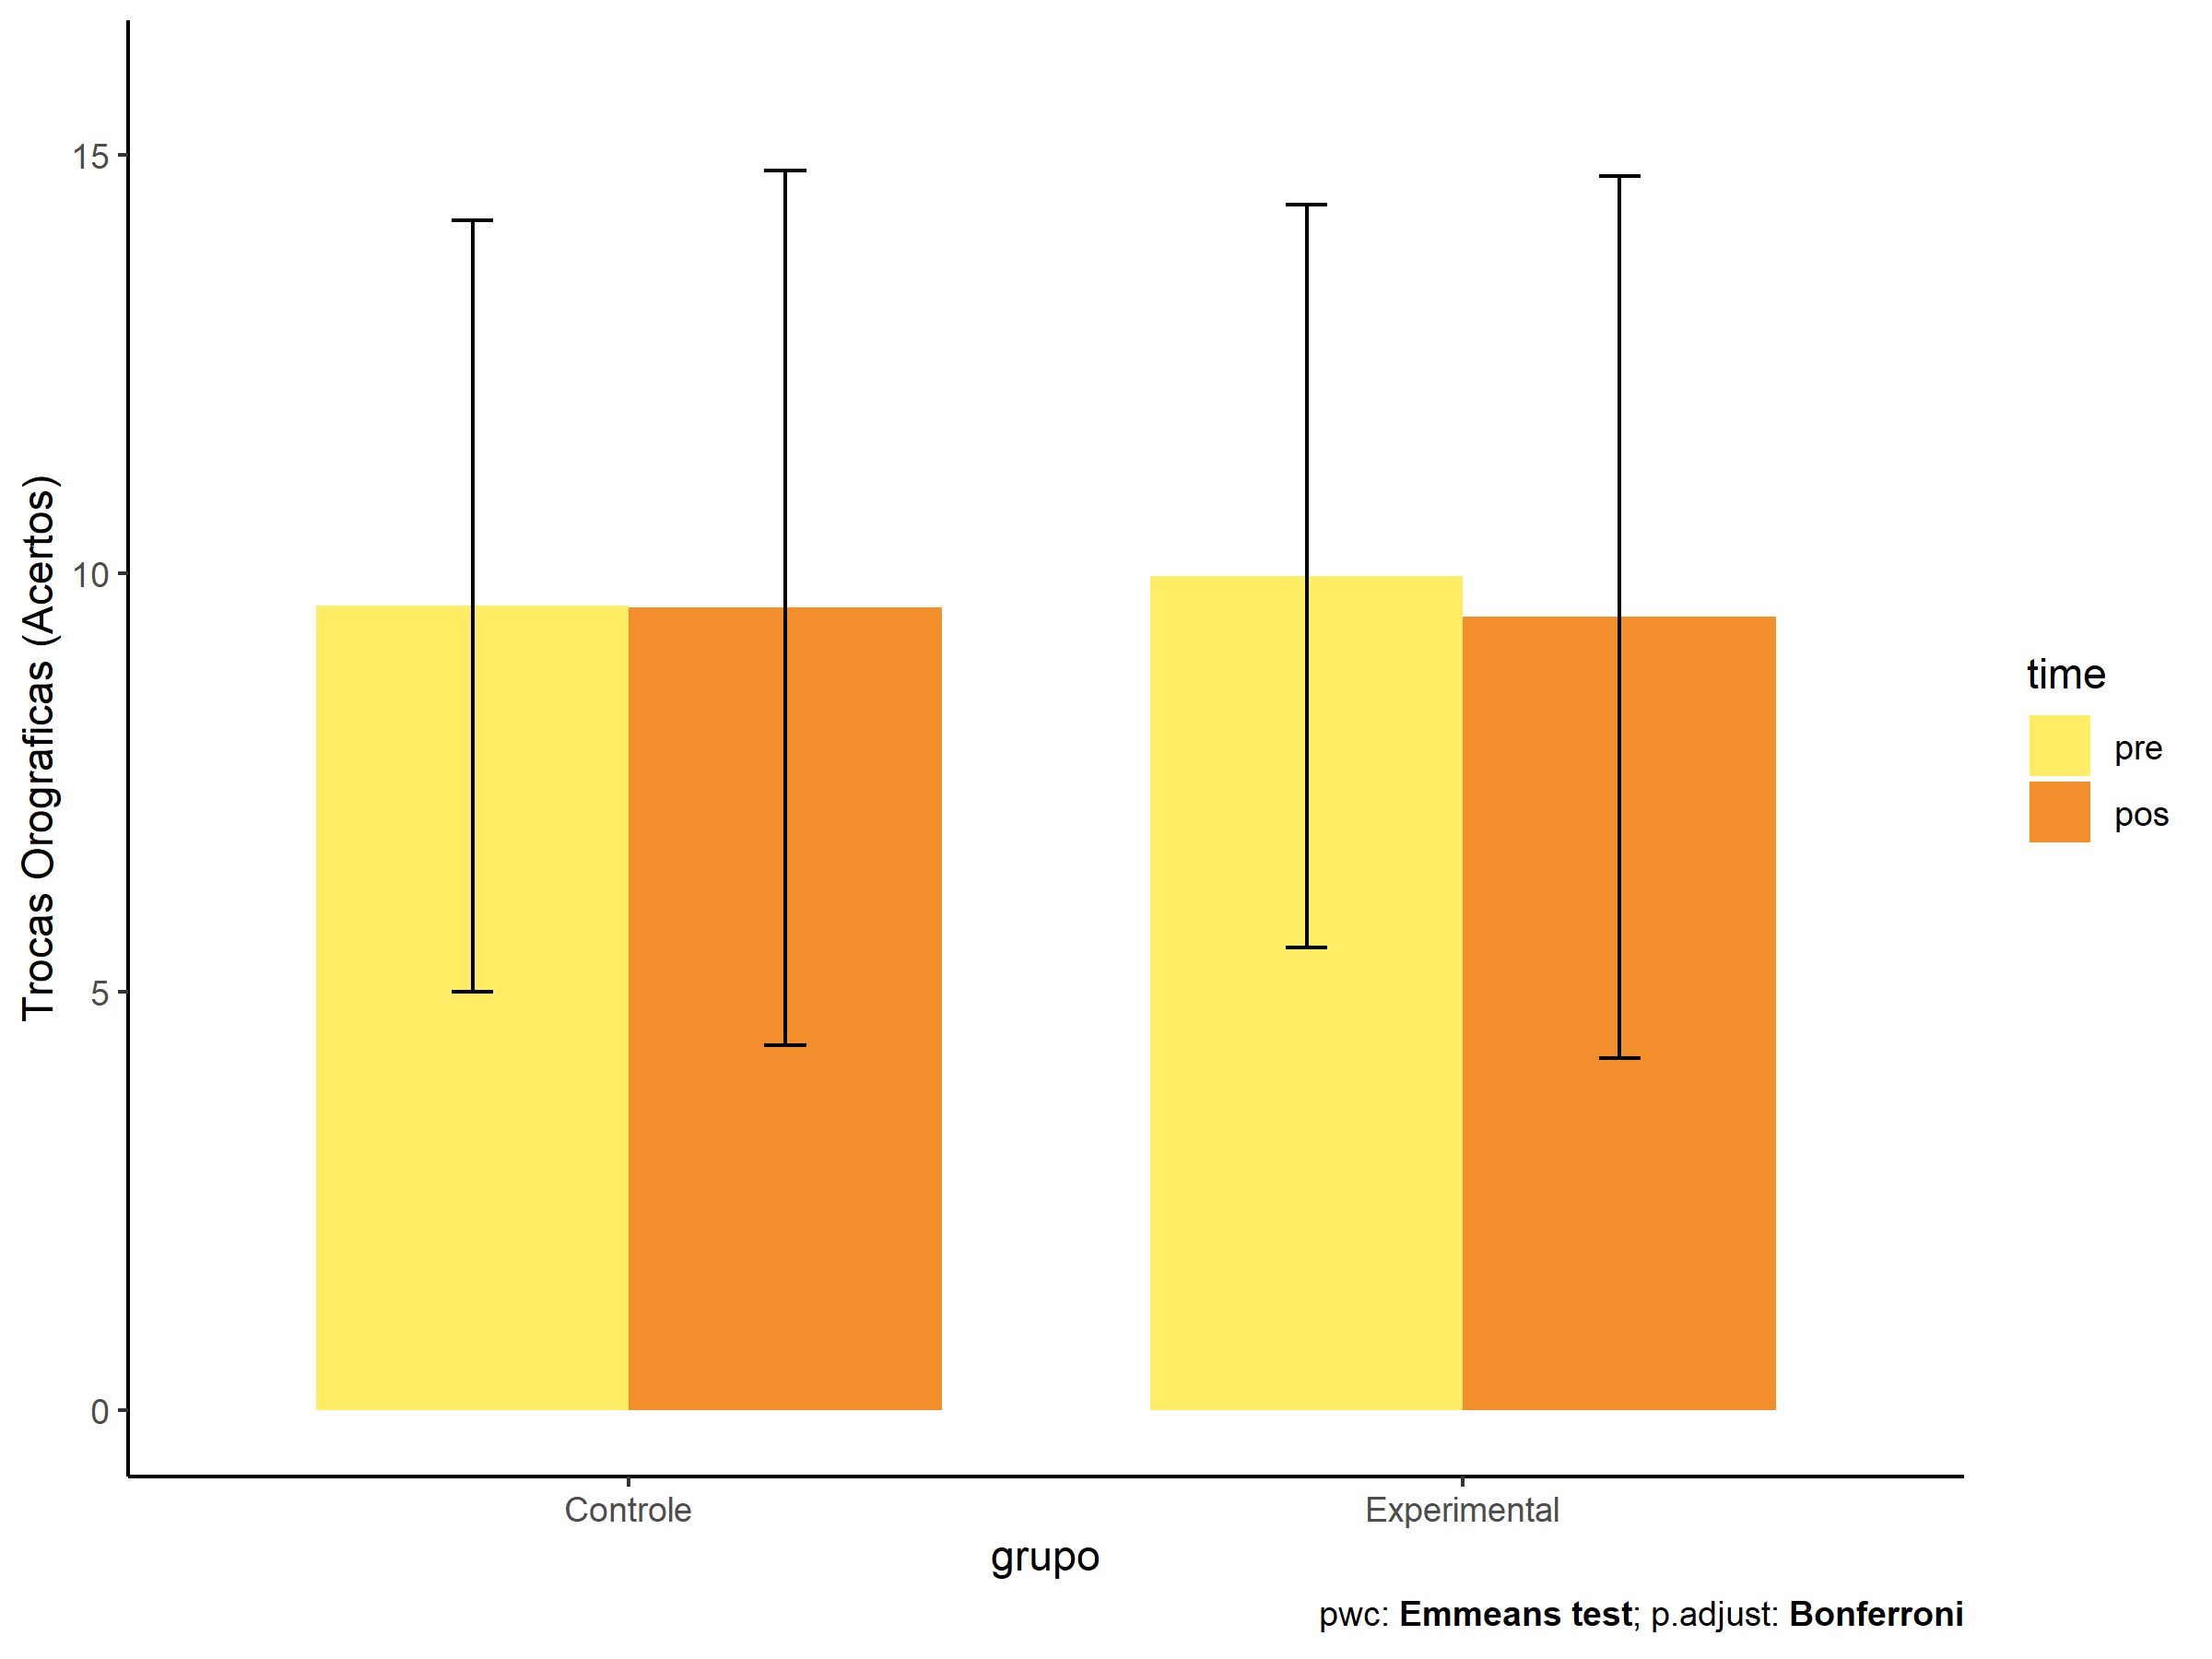 Trocas Orograficas (Acertos)
15
10
5
0
Controle
Experimental
grupo
time
pre
pos
pwc: Emmeans test; p.adjust: Bonferroni